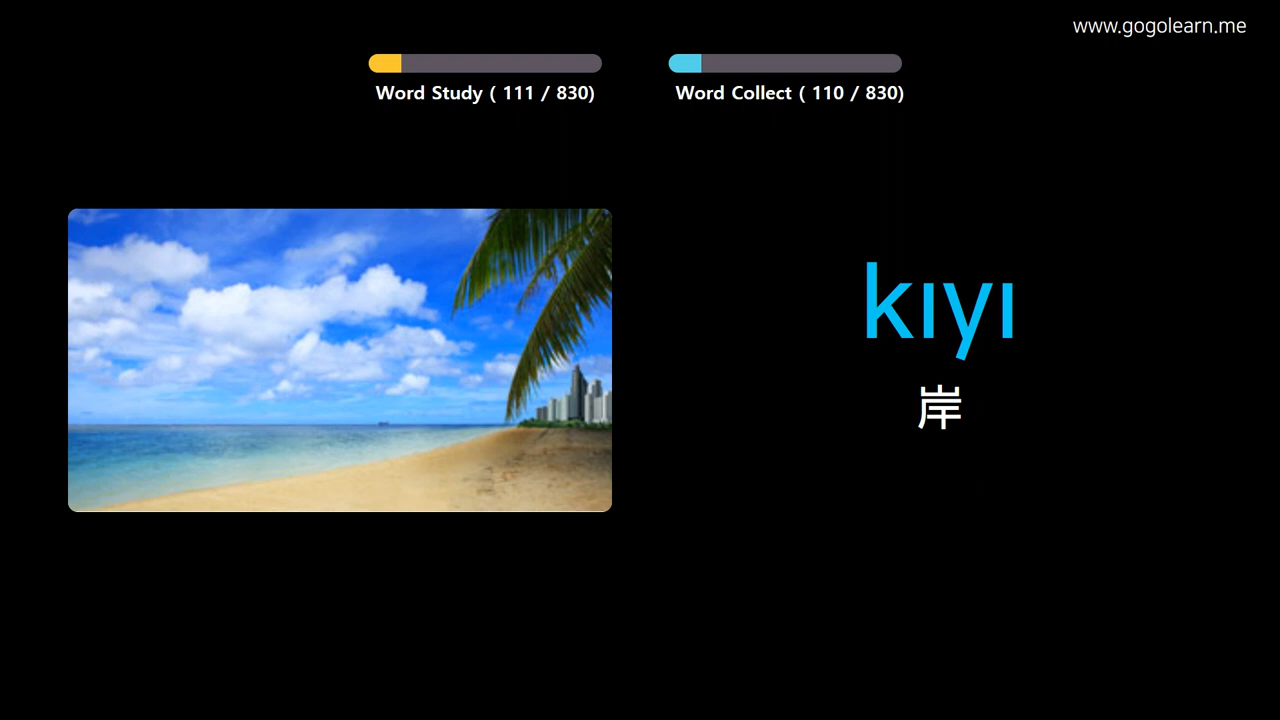 www.gogolearn.me
Word Study ( 111 / 830)
Word Collect ( 110 / 830)
kıyı
岸